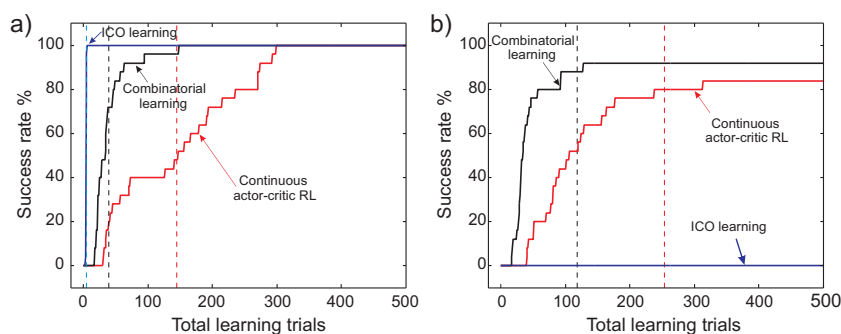 a)
Success rate %
100
80
60
40
20
0
ICO learning
Combinatorial
learning
Continuous
actor-critic RL
0
100
200
300
400
500
Total learning trials
b)
Success rate %
100
80
60
40
20
0
Combinatorial
learning
Continuous
actor-critic RL
ICO learning
0
100
200
300
400
500
Total learning trials